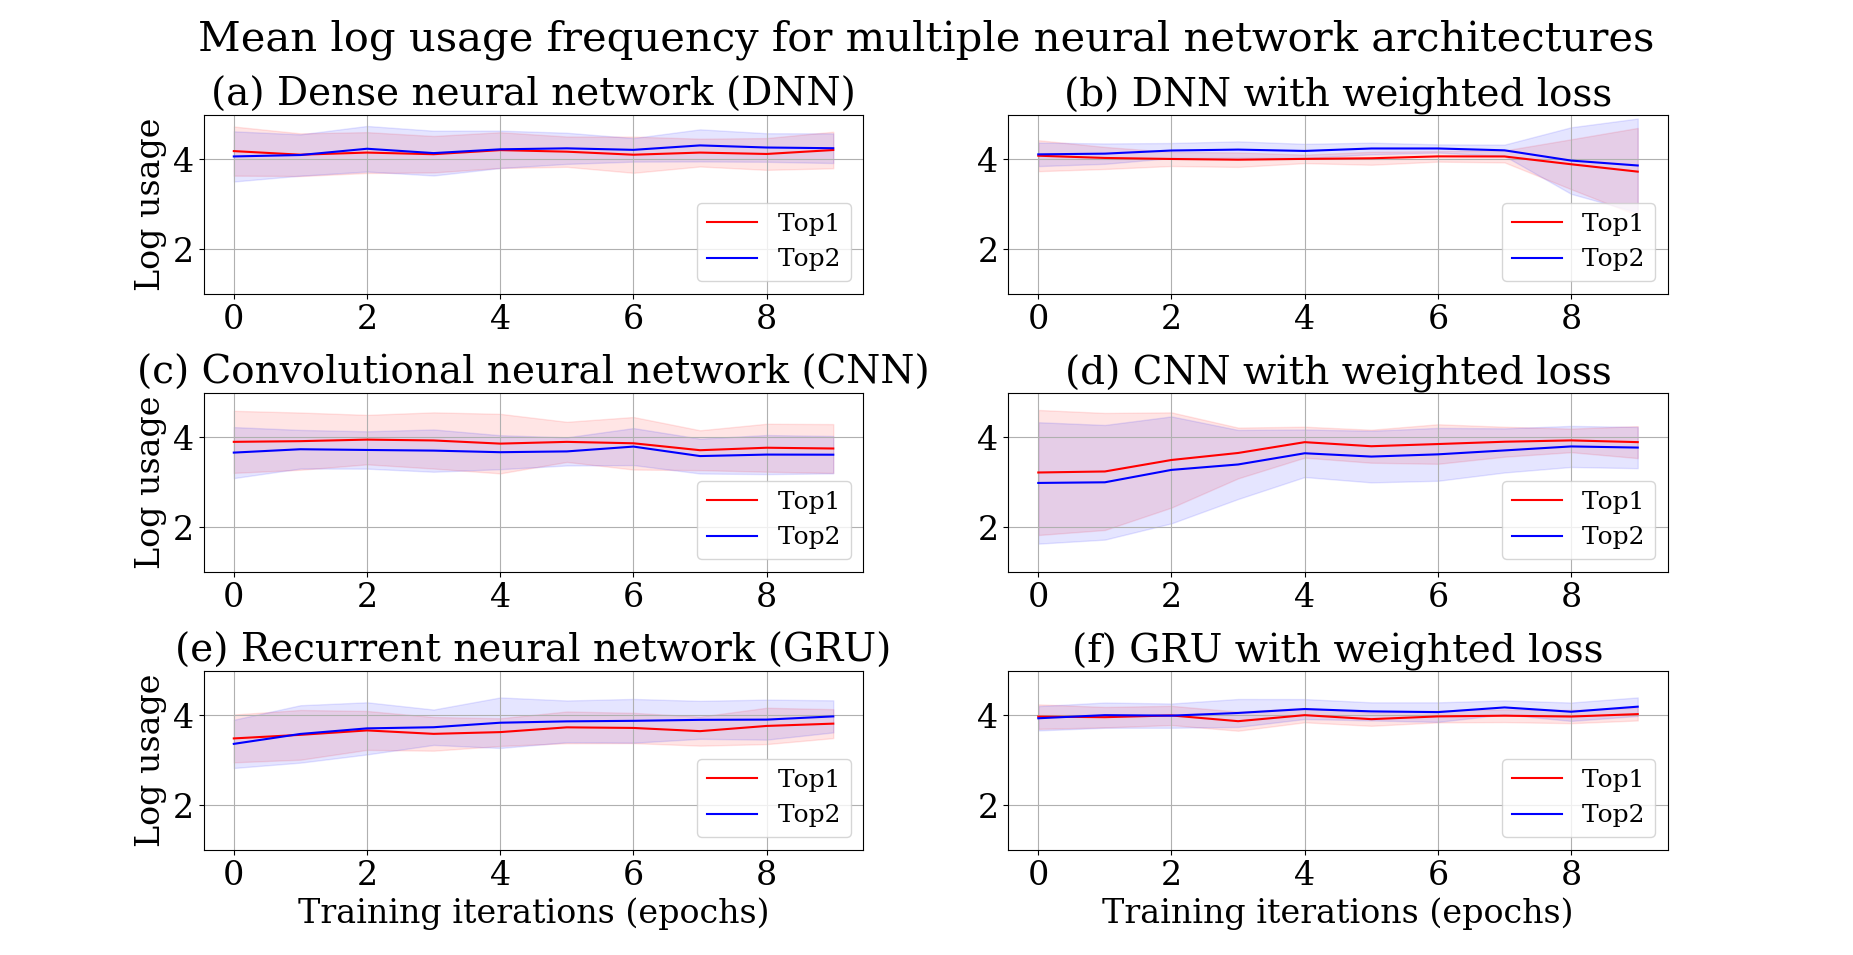 Mean log usage frequency for multiple neural network architectures
(a) Dense neural network (DNN)
Log usage
4
2
Top1
Top2
0 2 4 6 8
(b) DNN with weighted loss
4
2
Top1
Top2
0 2 4 6 8
(c) Convolutional neural network (CNN)
Log usage
4
2
Top1
Top2
0 2 4 6 8
(d) CNN with weighted loss
4
2
Top1
Top2
0 2 4 6 8
(e) Recurrent neural network (GRU)
Log usage
4
2
Top1
Top2
0 2 4 6 8
Training iterations (epochs)
(f) GRU with weighted loss
4
2
Top1
Top2
0 2 4 6 8
Training iterations (epochs)